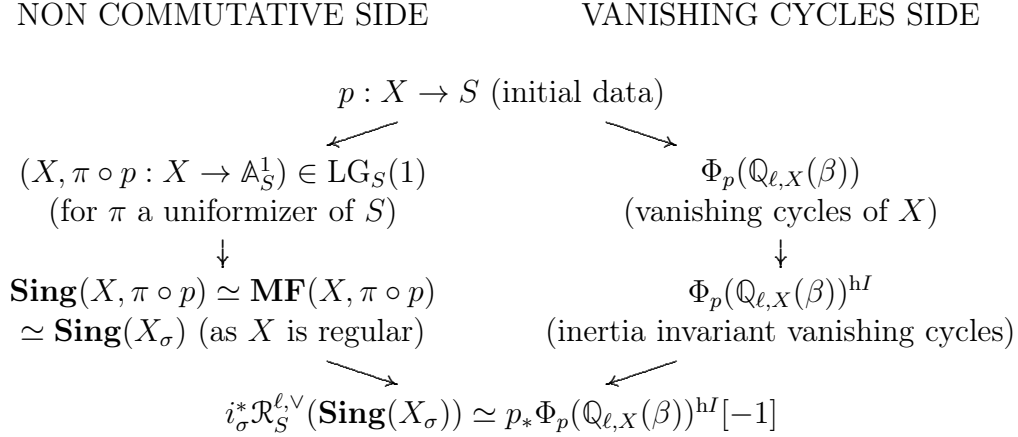 NON COMMUTATIVE SIDE VANISHING CYCLES SIDE
p : X → S (initial data)
(X, π ∘ p : X → 𝔸¹_S) ∈ LG_S(1) Φ_p(ℚ_{ℓ,X}(β))
(for π a uniformizer of S) (vanishing cycles of X)
Sing(X, π ∘ p) ≃ MF(X, π ∘ p) Φ_p(ℚ_{ℓ,X}(β))^{hI}
≃ Sing(X_σ) (as X is regular) (inertia invariant vanishing cycles)
i*_σ ℛ^{ℓ,∨}_S(Sing(X_σ)) ≃ p_*Φ_p(ℚ_{ℓ,X}(β))^{hI}[−1]